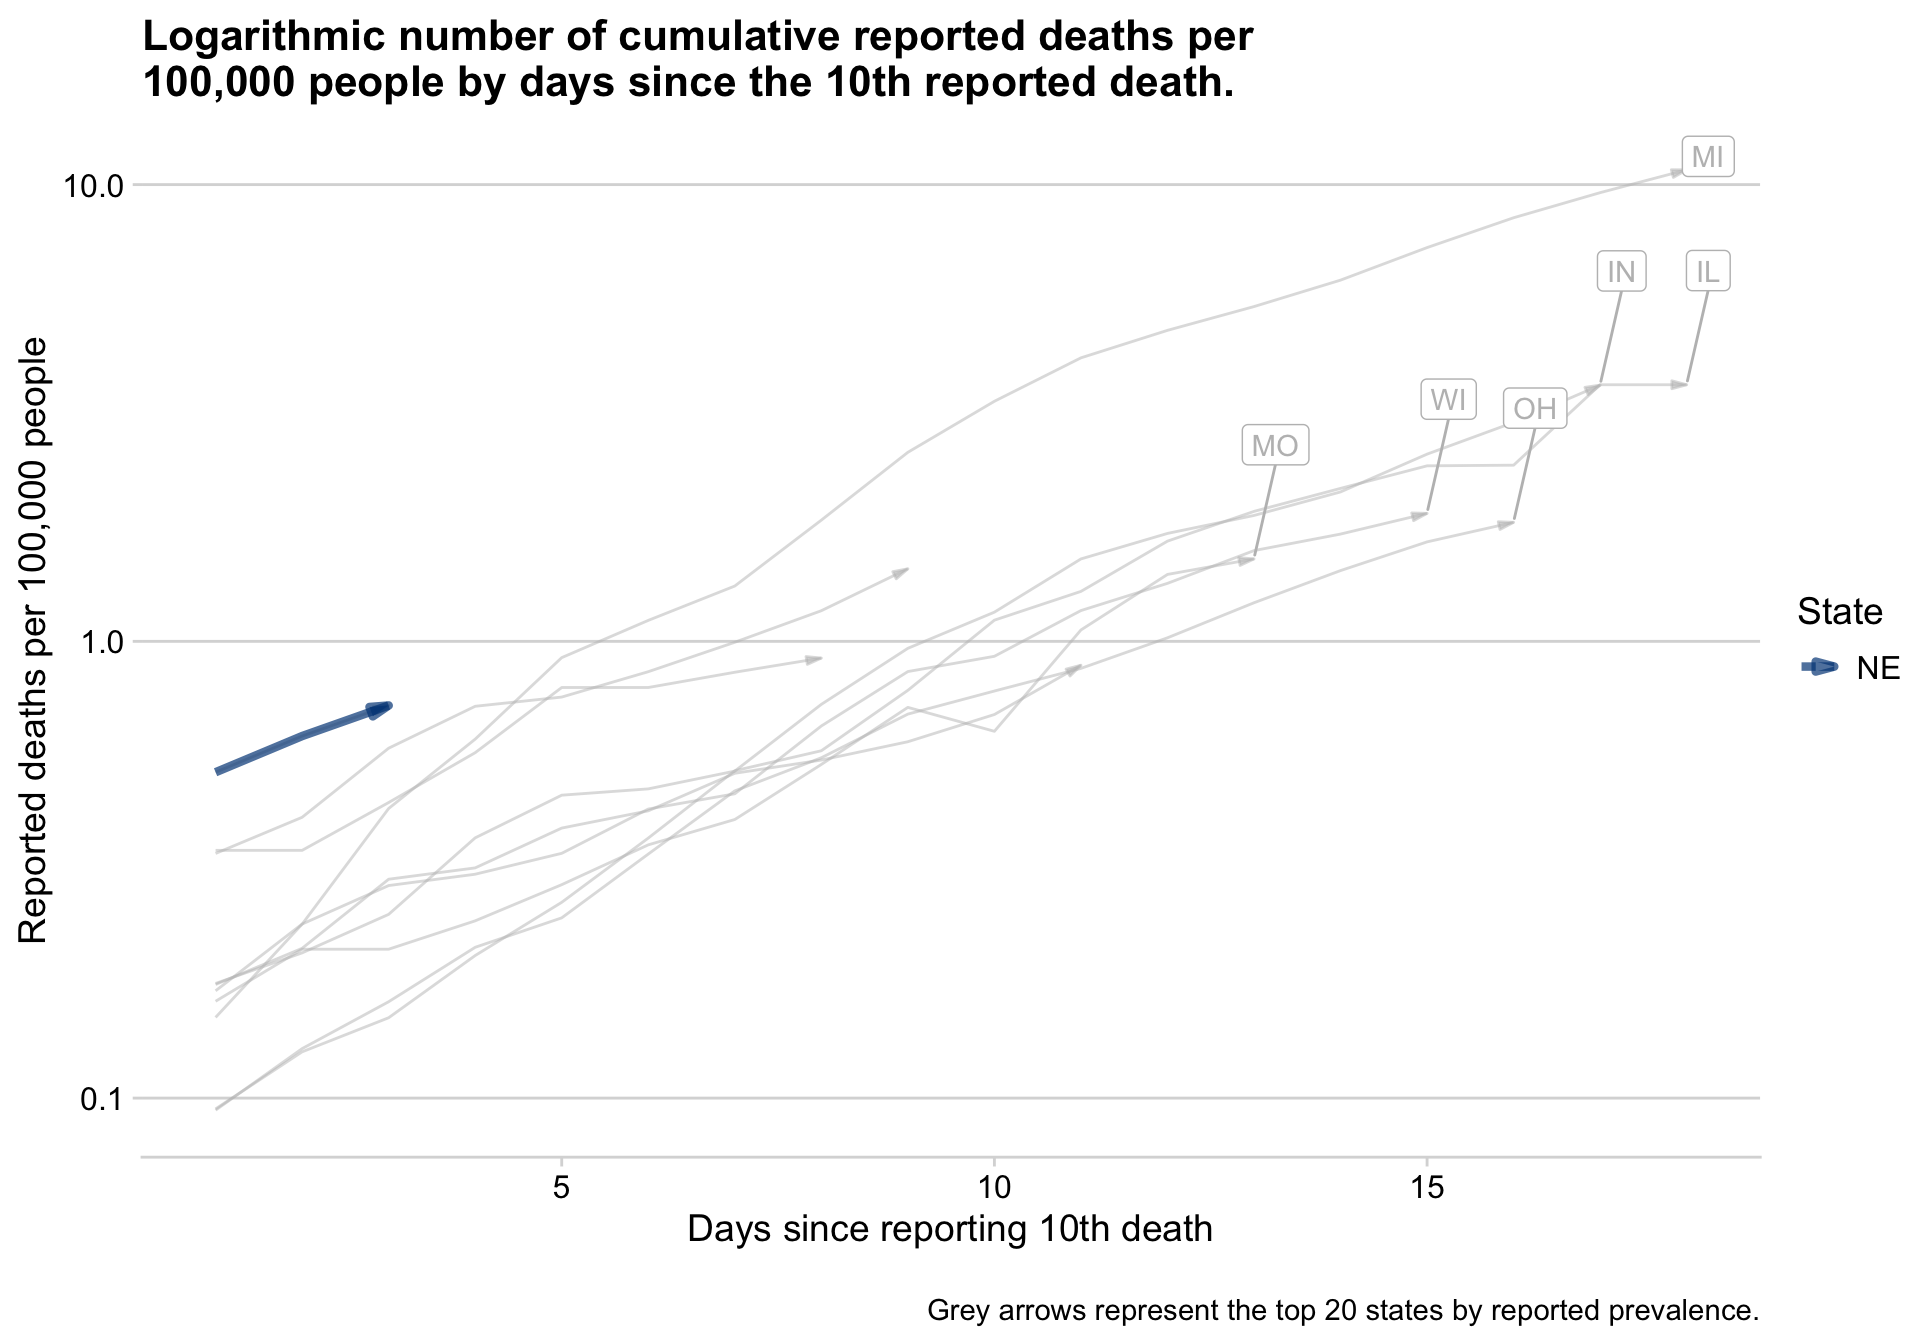 Logarithmic number of cumulative reported deaths per
100,000 people by days since the 10th reported death.
10.0
1.0
0.1
Reported deaths per 100,000 people
MI
IN
IL
WI
OH
MO
State
NE
5
10
15
Days since reporting 10th death
Grey arrows represent the top 20 states by reported prevalence.